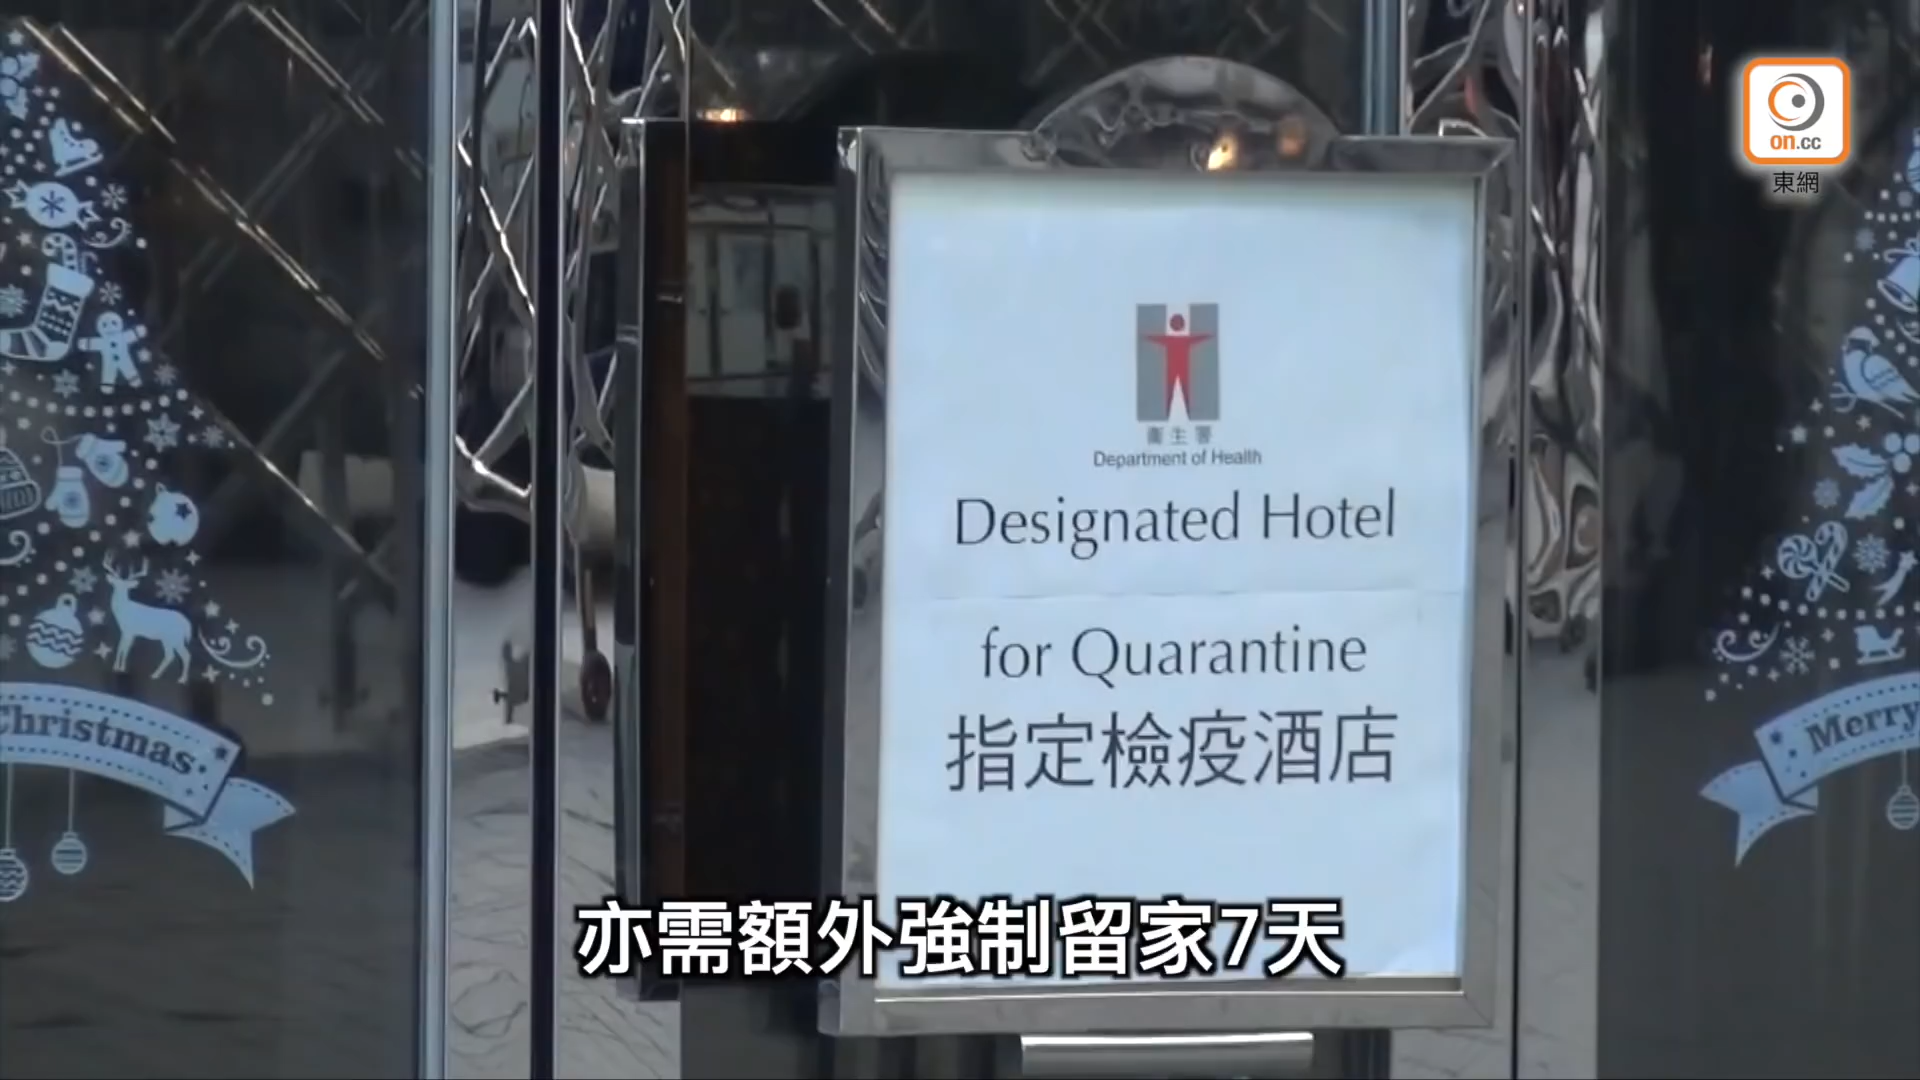 on.cc
東網
衞生署
Department of Health
Designated Hotel
for Quarantine
指定檢疫酒店
Christmas
Merry
亦需額外強制留家7天